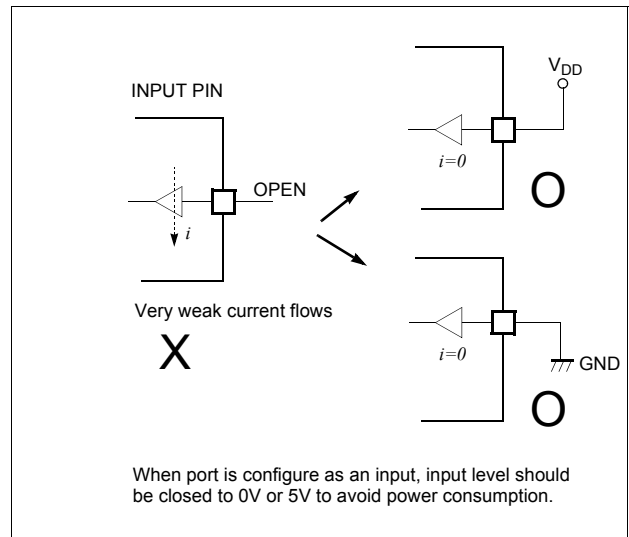 INPUT PIN
OPEN
i
Very weak current flows
X
VDD
i=0
O
i=0
GND
O
When port is configure as an input, input level should
be closed to 0V or 5V to avoid power consumption.